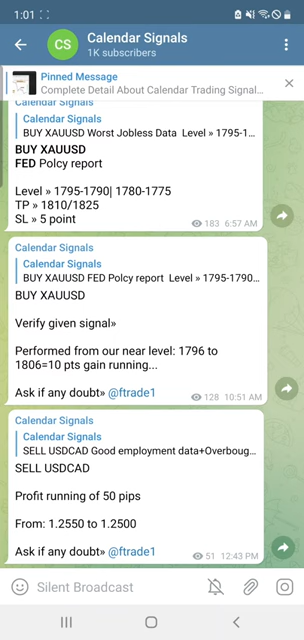 1:01
CS
Calendar Signals
1K subscribers
Pinned Message
Complete Detail About Calendar Trading Signal...
Calendar Signals
Calendar Signals
BUY XAUUSD Worst Jobless Data Level » 1795-1...
BUY XAUUSD
FED Polcy report
Level » 1795-1790| 1780-1775
TP » 1810/1825
SL » 5 point
183 6:57 AM
Calendar Signals
Calendar Signals
BUY XAUUSD FED Polcy report Level » 1795-1790...
BUY XAUUSD
Verify given signal»
Performed from our near level: 1796 to
1806=10 pts gain running...
Ask if any doubt» @ftrade1
128 10:51 AM
Calendar Signals
Calendar Signals
SELL USDCAD Good employment data+Overboug...
SELL USDCAD
Profit running of 50 pips
From: 1.2550 to 1.2500
Ask if any doubt» @ftrade1
51 12:43 PM
Silent Broadcast